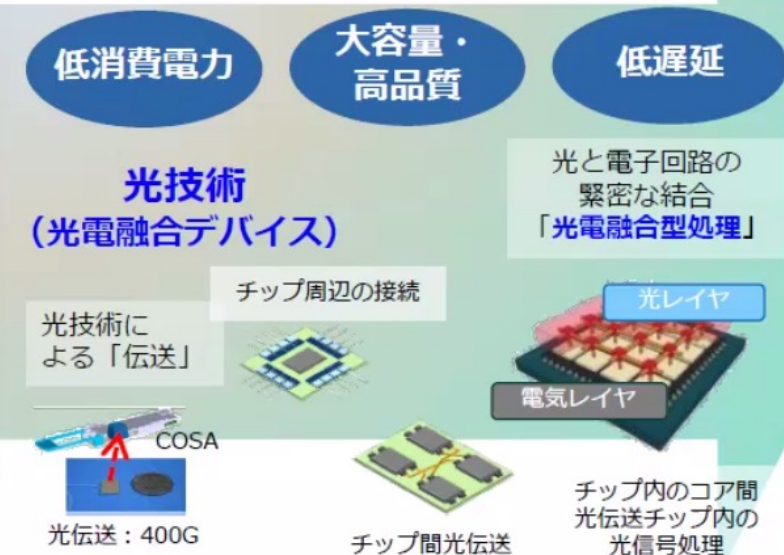 低消費電力
大容量・
高品質
低遅延
光技術
（光電融合デバイス）
光と電子回路の
緊密な結合
「光電融合型処理」
チップ周辺の接続
光技術に
よる「伝送」
光レイヤ
電気レイヤ
COSA
光伝送：400G
チップ間光伝送
チップ内のコア間
光伝送チップ内の
光信号処理